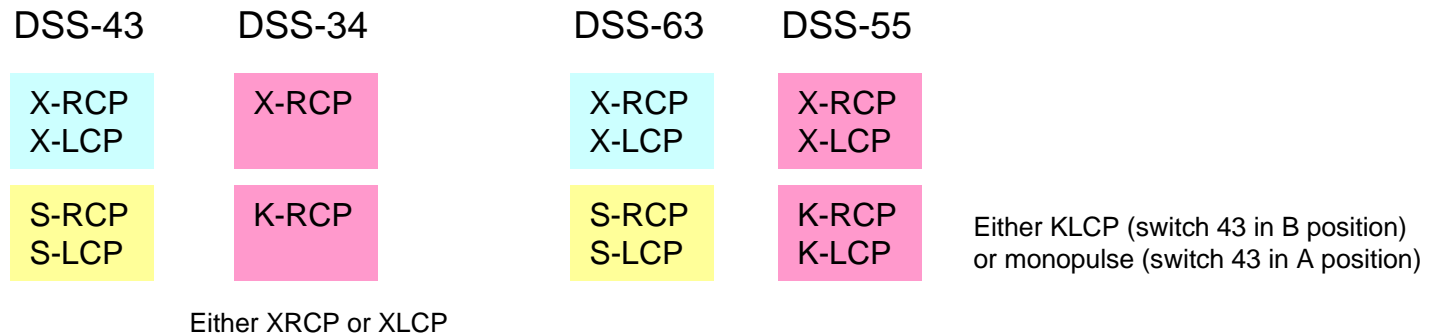 DSS-43 DSS-34 DSS-63 DSS-55
X-RCP X-RCP X-RCP X-RCP
X-LCP X-LCP X-LCP
S-RCP K-RCP S-RCP K-RCP
S-LCP S-LCP K-LCP
Either KLCP (switch 43 in B position)
or monopulse (switch 43 in A position)
Either XRCP or XLCP